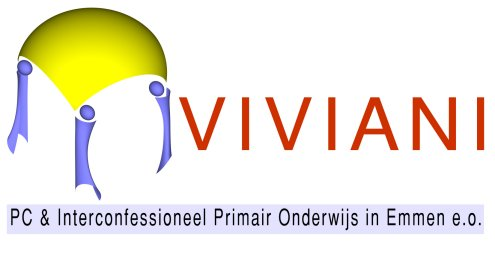 VIVIANI
PC & Interconfessioneel Primair Onderwijs in Emmen e.o.